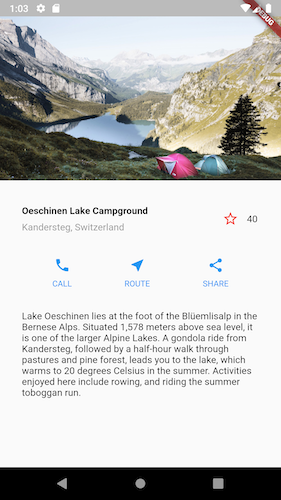 1:03
DEBUG
Oeschinen Lake Campground
Kandersteg, Switzerland
40
CALL
ROUTE
SHARE
Lake Oeschinen lies at the foot of the Blüemlisalp in the
Bernese Alps. Situated 1,578 meters above sea level, it
is one of the larger Alpine Lakes. A gondola ride from
Kandersteg, followed by a half-hour walk through
pastures and pine forest, leads you to the lake, which
warms to 20 degrees Celsius in the summer. Activities
enjoyed here include rowing, and riding the summer
toboggan run.